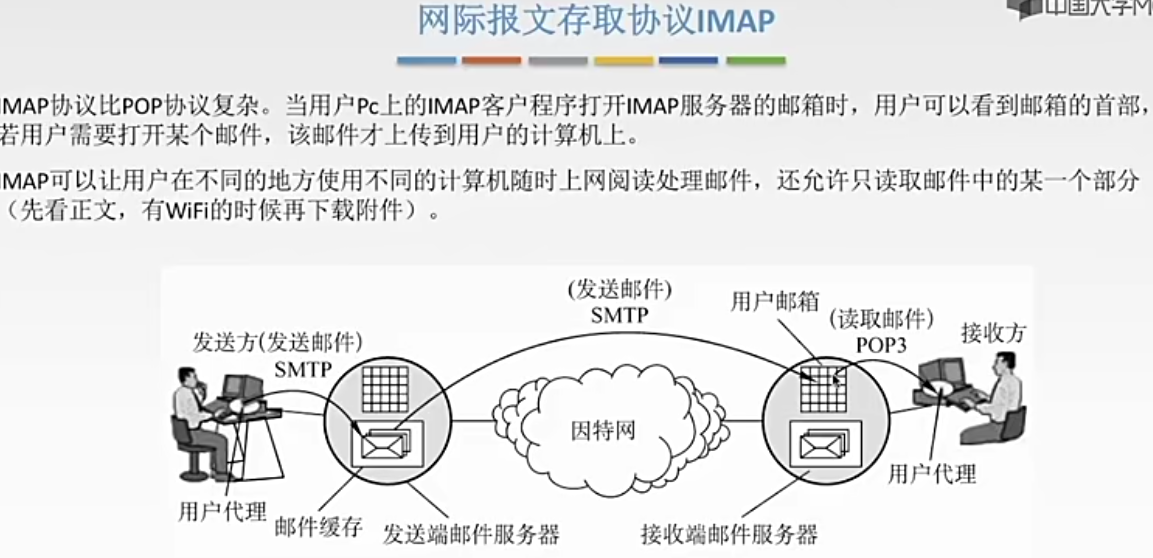 中国大学M
网际报文存取协议IMAP
IMAP协议比POP协议复杂。当用户Pc上的IMAP客户程序打开IMAP服务器的邮箱时，用户可以看到邮箱的首部，
若用户需要打开某个邮件，该邮件才上传到用户的计算机上。
IMAP可以让用户在不同的地方使用不同的计算机随时上网阅读处理邮件，还允许只读取邮件中的某一个部分
（先看正文，有WiFi的时候再下载附件）。
(发送邮件)
SMTP
用户邮箱
(读取邮件)
POP3
接收方
发送方(发送邮件)
SMTP
因特网
用户代理
用户代理
邮件缓存
发送端邮件服务器
接收端邮件服务器